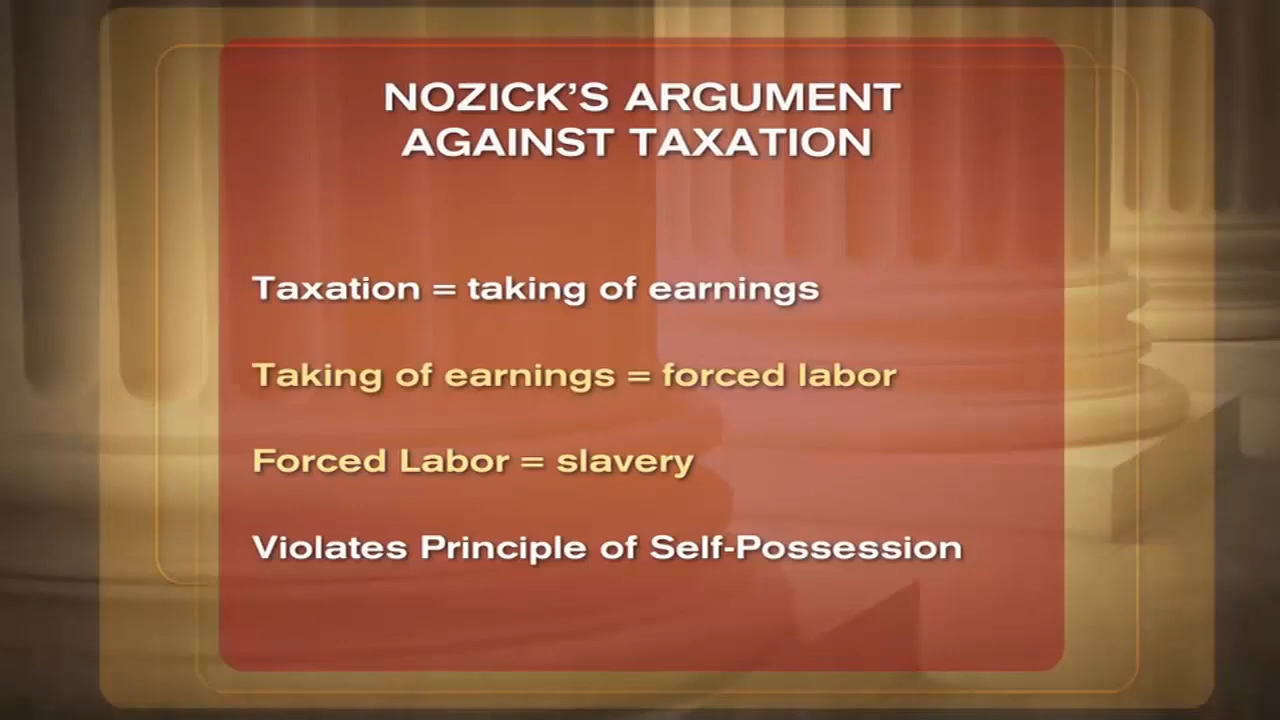 NOZICK'S ARGUMENT
AGAINST TAXATION
Taxation = taking of earnings
Taking of earnings = forced labor
Forced Labor = slavery
Violates Principle of Self-Possession